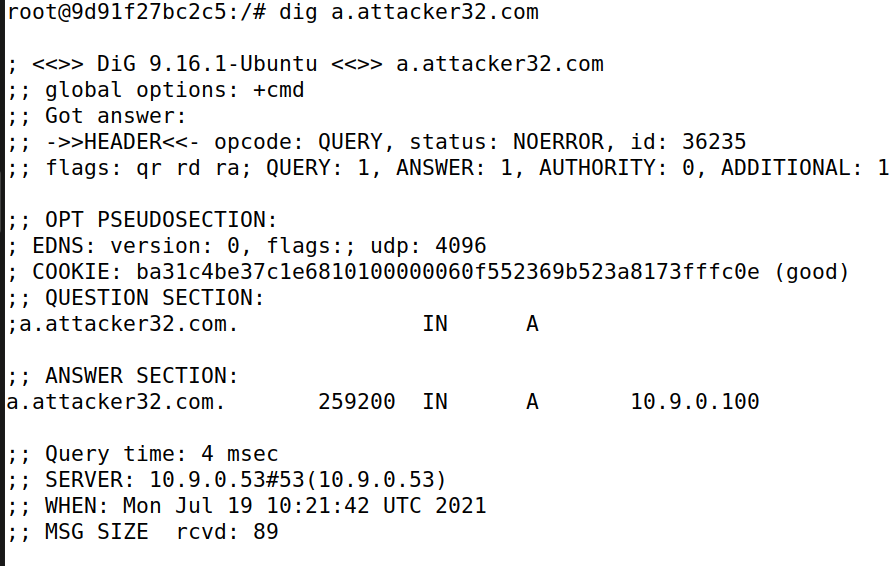 root@9d91f27bc2c5:/# dig a.attacker32.com
; <<>> DiG 9.16.1-Ubuntu <<>> a.attacker32.com
;; global options: +cmd
;; Got answer:
;; ->>HEADER<<- opcode: QUERY, status: NOERROR, id: 36235
;; flags: qr rd ra; QUERY: 1, ANSWER: 1, AUTHORITY: 0, ADDITIONAL: 1
;; OPT PSEUDOSECTION:
; EDNS: version: 0, flags:; udp: 4096
; COOKIE: ba31c4be37c1e6810100000060f552369b523a8173fffc0e (good)
;; QUESTION SECTION:
;a.attacker32.com. IN A
;; ANSWER SECTION:
a.attacker32.com. 259200 IN A 10.9.0.100
;; Query time: 4 msec
;; SERVER: 10.9.0.53#53(10.9.0.53)
;; WHEN: Mon Jul 19 10:21:42 UTC 2021
;; MSG SIZE rcvd: 89